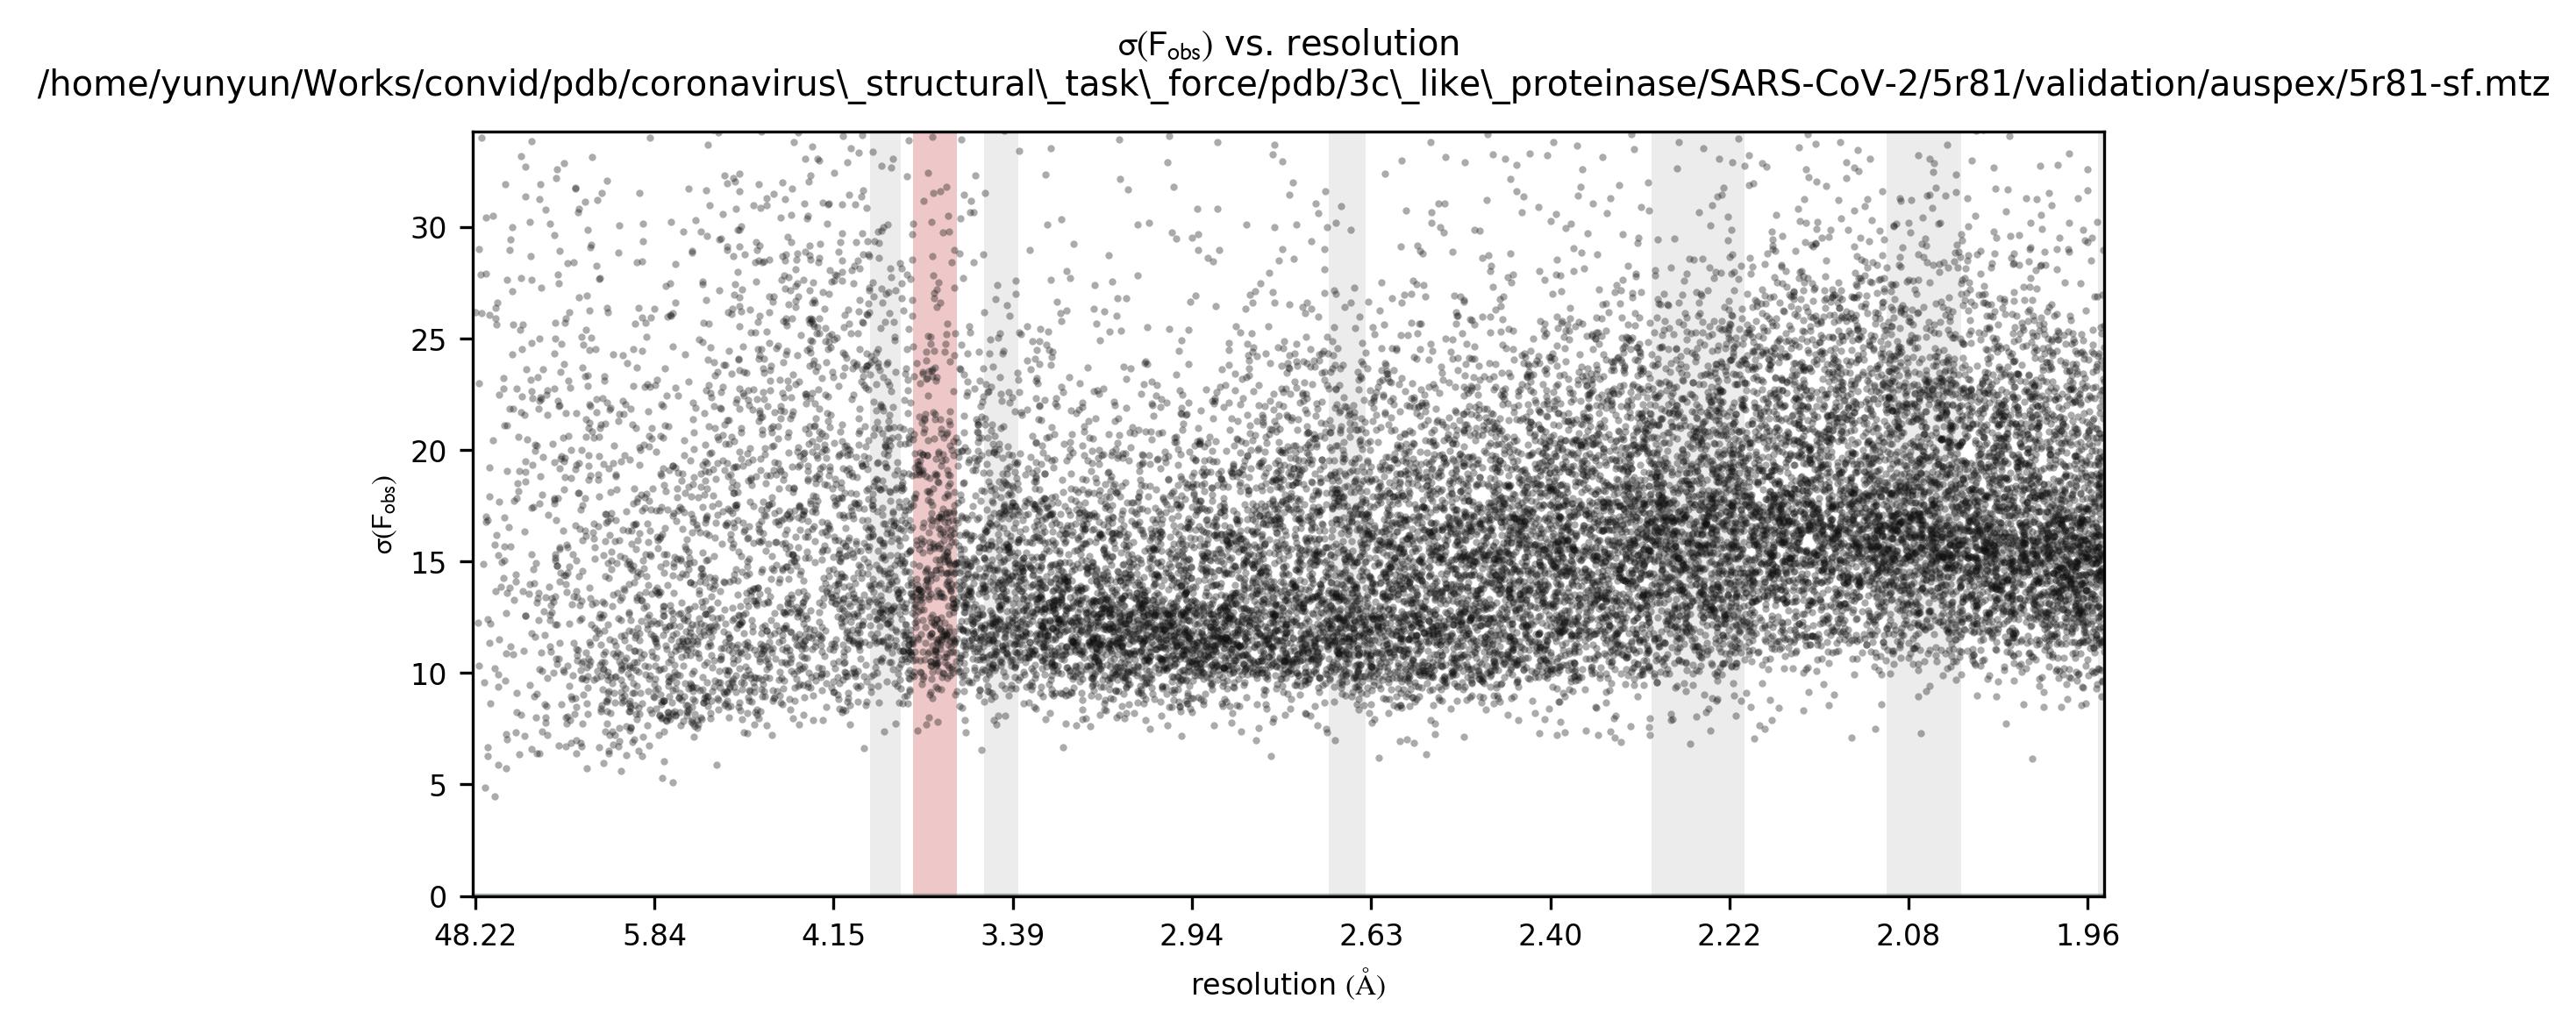 σ(F_obs) vs. resolution
/home/yunyun/Works/convid/pdb/coronavirus\_structural\_task\_force/pdb/3c\_like\_proteinase/SARS-CoV-2/5r81/validation/auspex/5r81-sf.mtz
σ(F_obs)
30
25
20
15
10
5
0
48.22 5.84 4.15 3.39 2.94 2.63 2.40 2.22 2.08 1.96
resolution (Å)